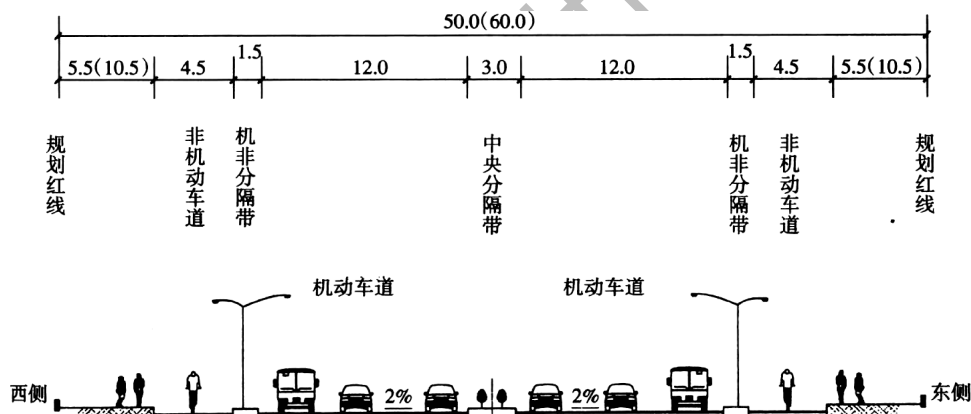 50.0(60.0)
5.5(10.5) 4.5 1.5 12.0 3.0 12.0 1.5 4.5 5.5(10.5)
规划红线
非机动车道
机非分隔带
中央分隔带
机非分隔带
非机动车道
规划红线
机动车道 机动车道
西侧 2% 2% 东侧